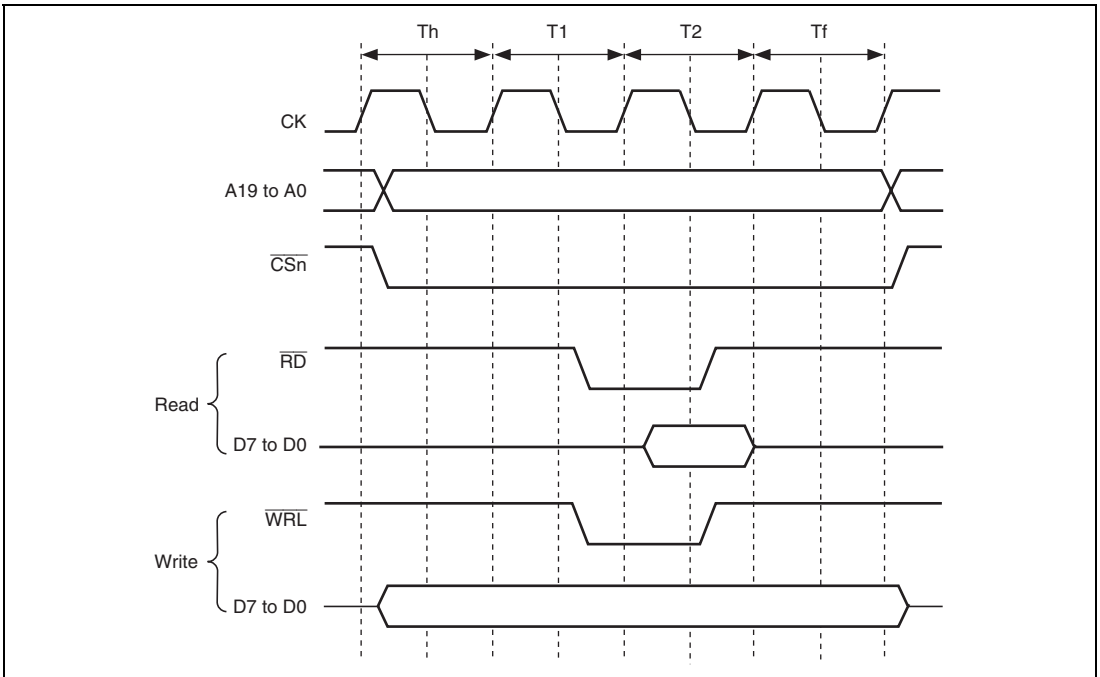 Th T1 T2 Tf
CK
A19 to A0
CSn
RD
Read
D7 to D0
WRL
Write
D7 to D0